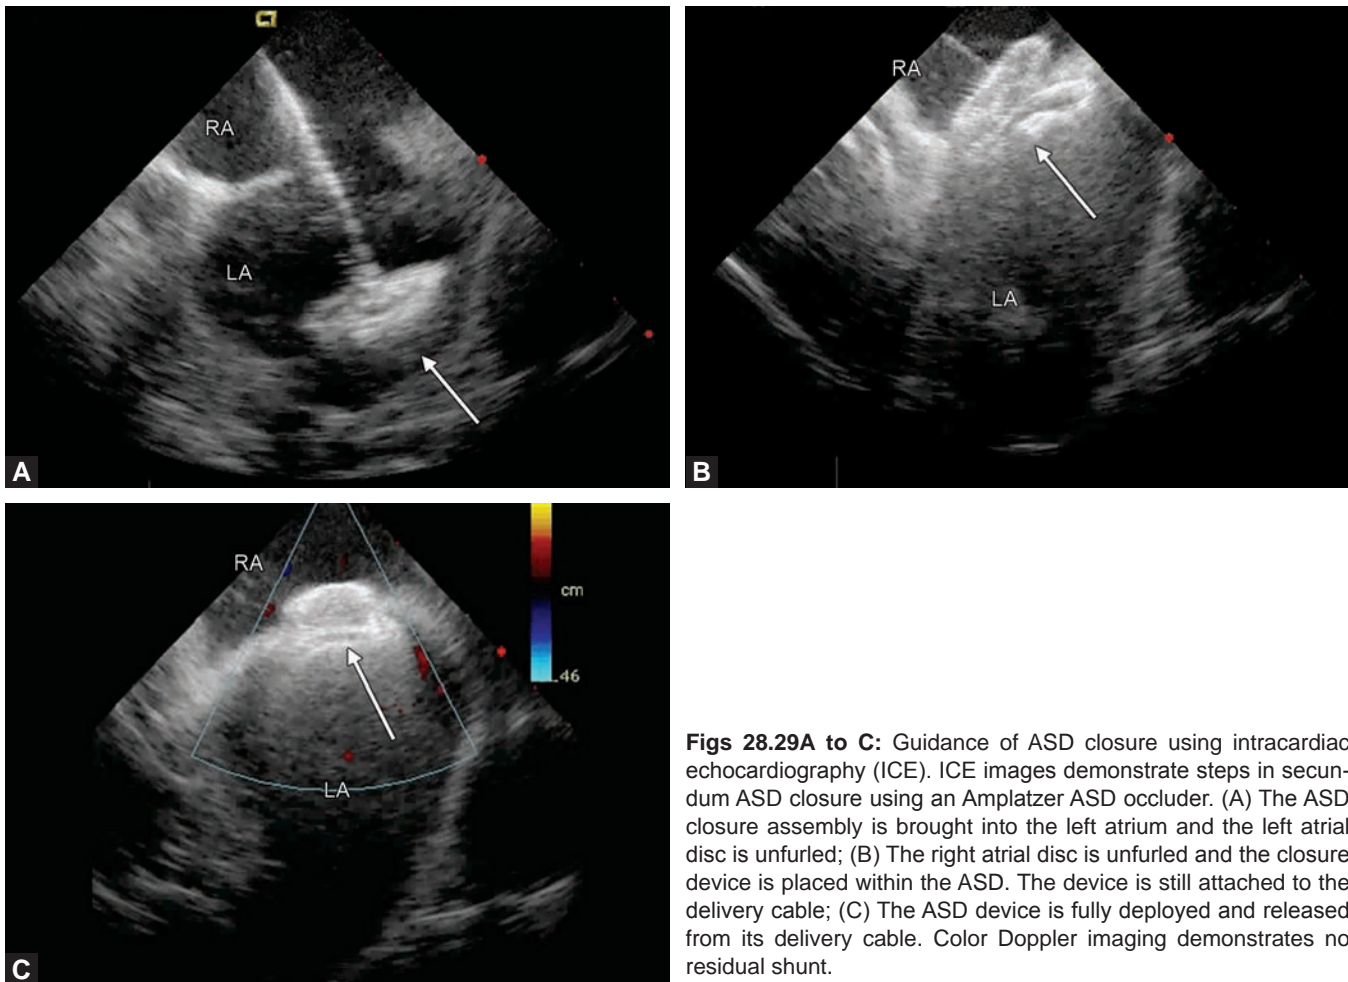 RA
LA
A
RA
LA
B
RA
cm
.46
LA
C
Figs 28.29A to C: Guidance of ASD closure using intracardiac
echocardiography (ICE). ICE images demonstrate steps in secun-
dum ASD closure using an Amplatzer ASD occluder. (A) The ASD
closure assembly is brought into the left atrium and the left atrial
disc is unfurled; (B) The right atrial disc is unfurled and the closure
device is placed within the ASD. The device is still attached to the
delivery cable; (C) The ASD device is fully deployed and released
from its delivery cable. Color Doppler imaging demonstrates no
residual shunt.